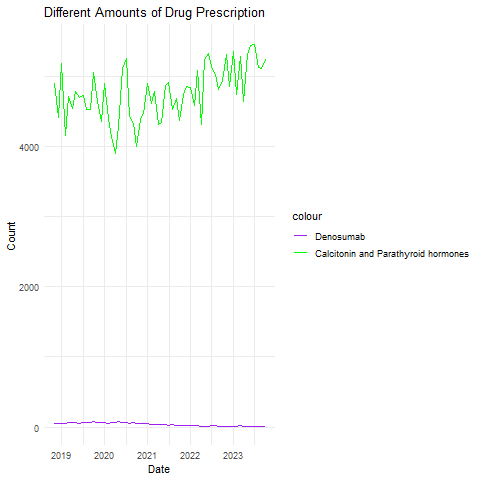 Different Amounts of Drug Prescription
4000
2000
0
Count
2019 2020 2021 2022 2023
Date
colour
Denosumab
Calcitonin and Parathyroid hormones